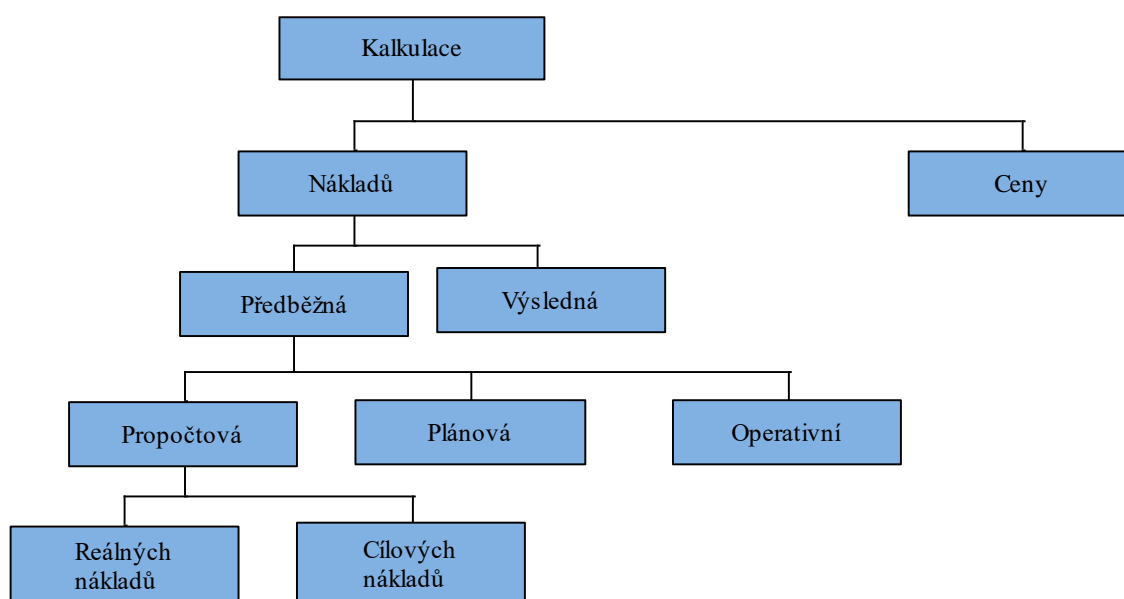 Kalkulace
Nákladů
Ceny
Předběžná
Výsledná
Propočtová
Plánová
Operativní
Reálných
nákladů
Cílových
nákladů